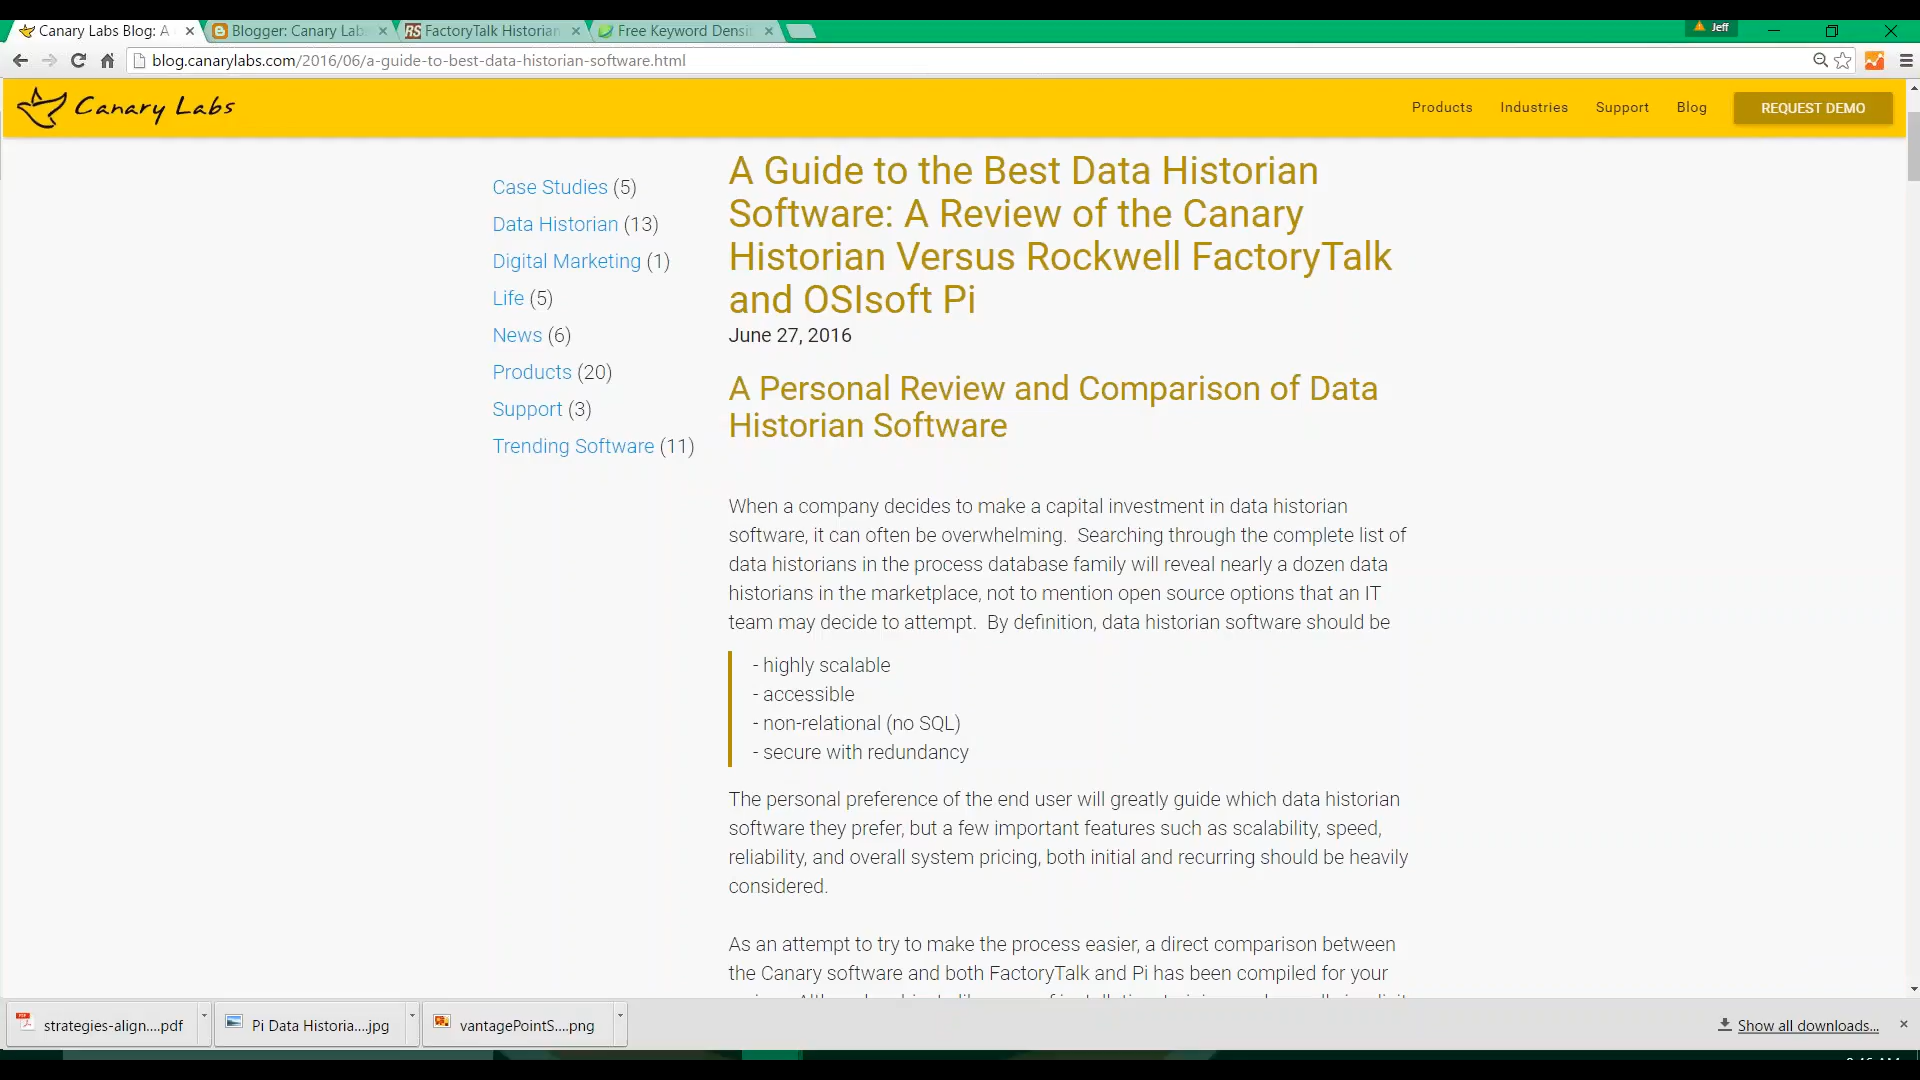 Canary Labs Blog: A
Blogger: Canary Lab
FactoryTalk Historian
Free Keyword Densi
Jeff
blog.canarylabs.com/2016/06/a-guide-to-best-data-historian-software.html
Canary Labs
Products
Industries
Support
Blog
REQUEST DEMO
Case Studies (5)
Data Historian (13)
Digital Marketing (1)
Life (5)
News (6)
Products (20)
Support (3)
Trending Software (11)
A Guide to the Best Data Historian
Software: A Review of the Canary
Historian Versus Rockwell FactoryTalk
and OSIsoft Pi
June 27, 2016
A Personal Review and Comparison of Data
Historian Software
When a company decides to make a capital investment in data historian
software, it can often be overwhelming.  Searching through the complete list of
data historians in the process database family will reveal nearly a dozen data
historians in the marketplace, not to mention open source options that an IT
team may decide to attempt.  By definition, data historian software should be
- highly scalable
- accessible
- non-relational (no SQL)
- secure with redundancy
The personal preference of the end user will greatly guide which data historian
software they prefer, but a few important features such as scalability, speed,
reliability, and overall system pricing, both initial and recurring should be heavily
considered.
As an attempt to try to make the process easier, a direct comparison between
the Canary software and both FactoryTalk and Pi has been compiled for your
strategies-align....pdf
Pi Data Historia....jpg
vantagePointS....png
Show all downloads...